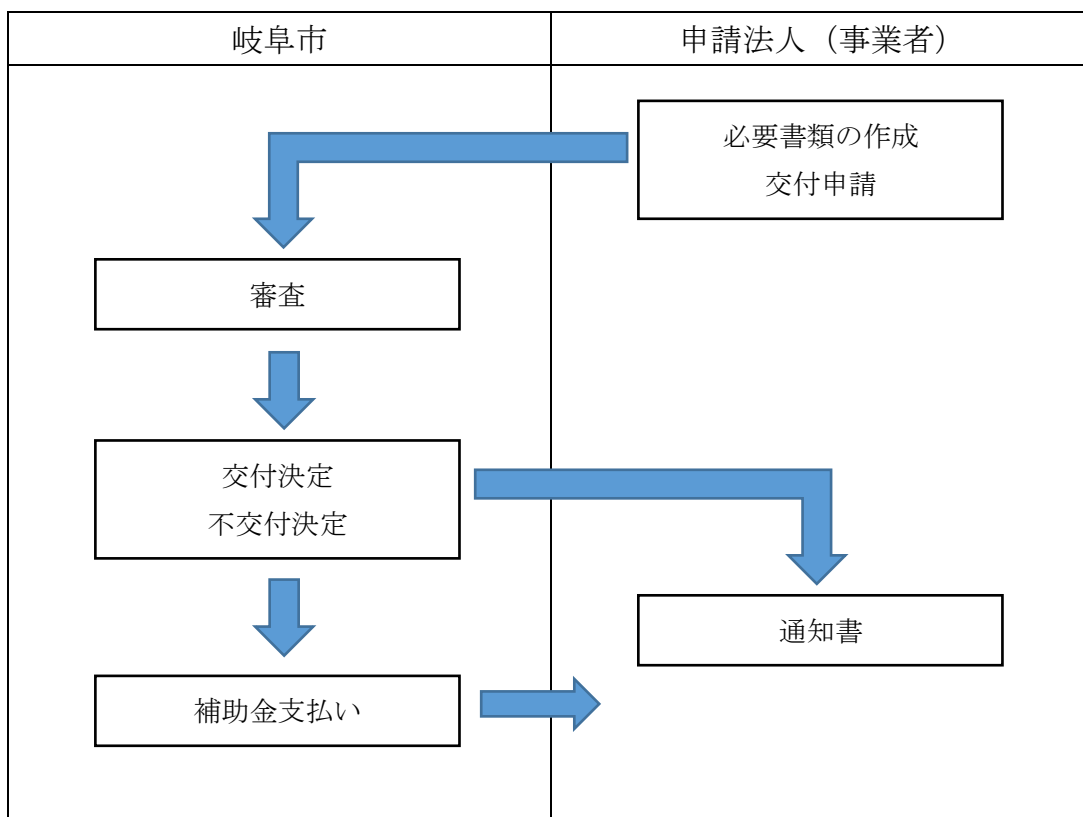 岐阜市
申請法人（事業者）
必要書類の作成
交付申請
審査
交付決定
不交付決定
通知書
補助金支払い